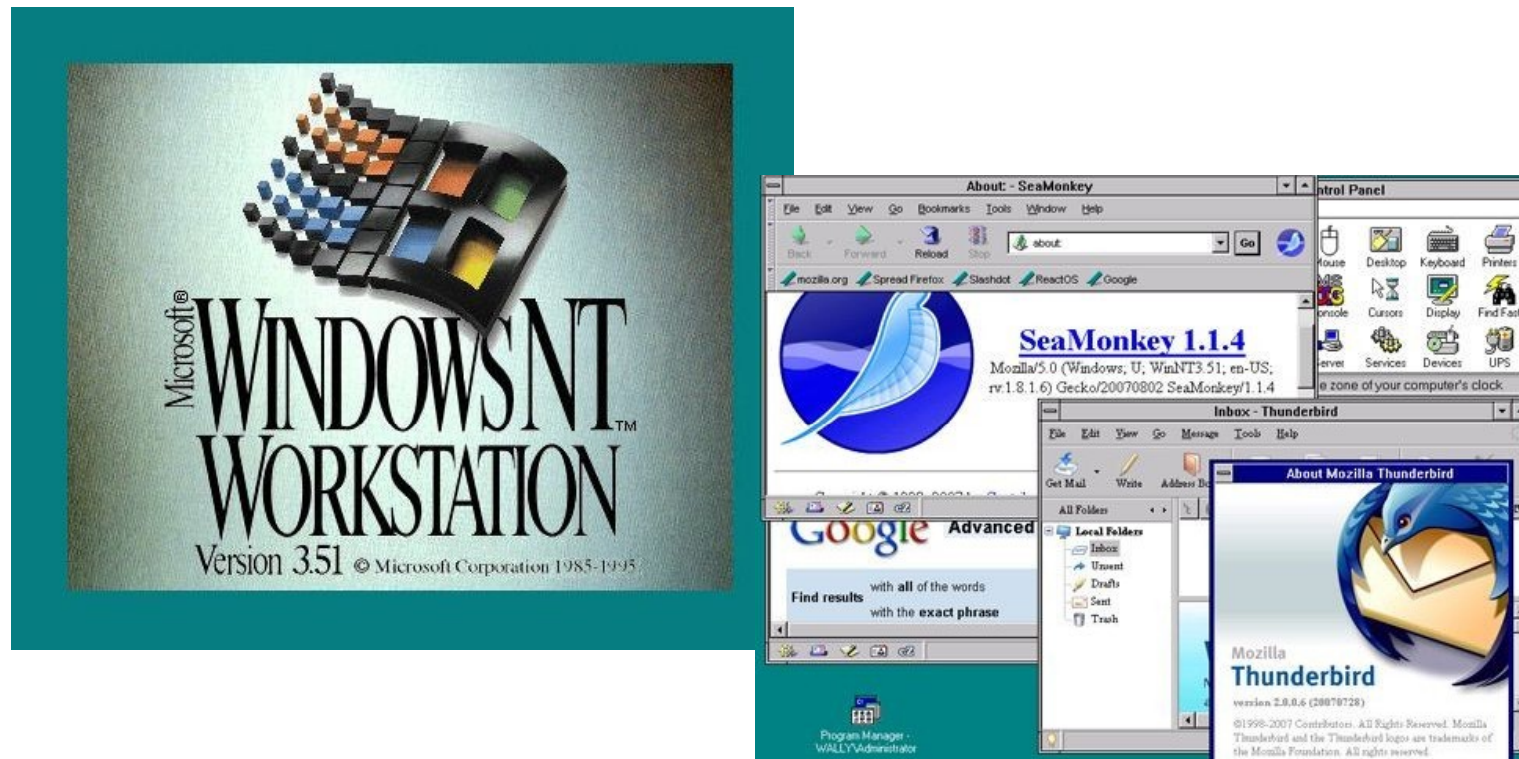 Microsoft®
WINDOWS NT™
WORKSTATION
Version 3.51 © Microsoft Corporation 1985-1995
About: - SeaMonkey
File Edit View Go Bookmarks Tools Window Help
Back Forward Reload Stop about: Go
mozilla.org Spread Firefox Slashdot ReactOS Google
SeaMonkey 1.1.4
Mozilla/5.0 (Windows; U; WinNT3.51; en-US;
rv:1.8.1.6) Gecko/20070802 SeaMonkey/1.1.4
ntrol Panel
Mouse Desktop Keyboard Printers
onsole Cursors Display Find Fast
erver Services Devices UPS
e zone of your computer's clock
Google Advanced
Find results
with all of the words
with the exact phrase
Inbox - Thunderbird
File Edit View Go Message Tools Help
Get Mail Write Address Bo
All Folders
Local Folders
Inbox
Unsent
Drafts
Sent
Trash
About Mozilla Thunderbird
Mozilla
Thunderbird
version 2.0.0.6 (20070728)
©1998-2007 Contributors. All Rights Reserved. Mozilla
Thunderbird and the Thunderbird logos are trademarks of
the Mozilla Foundation. All rights reserved.
Program Manager -
WALLY\Administrator